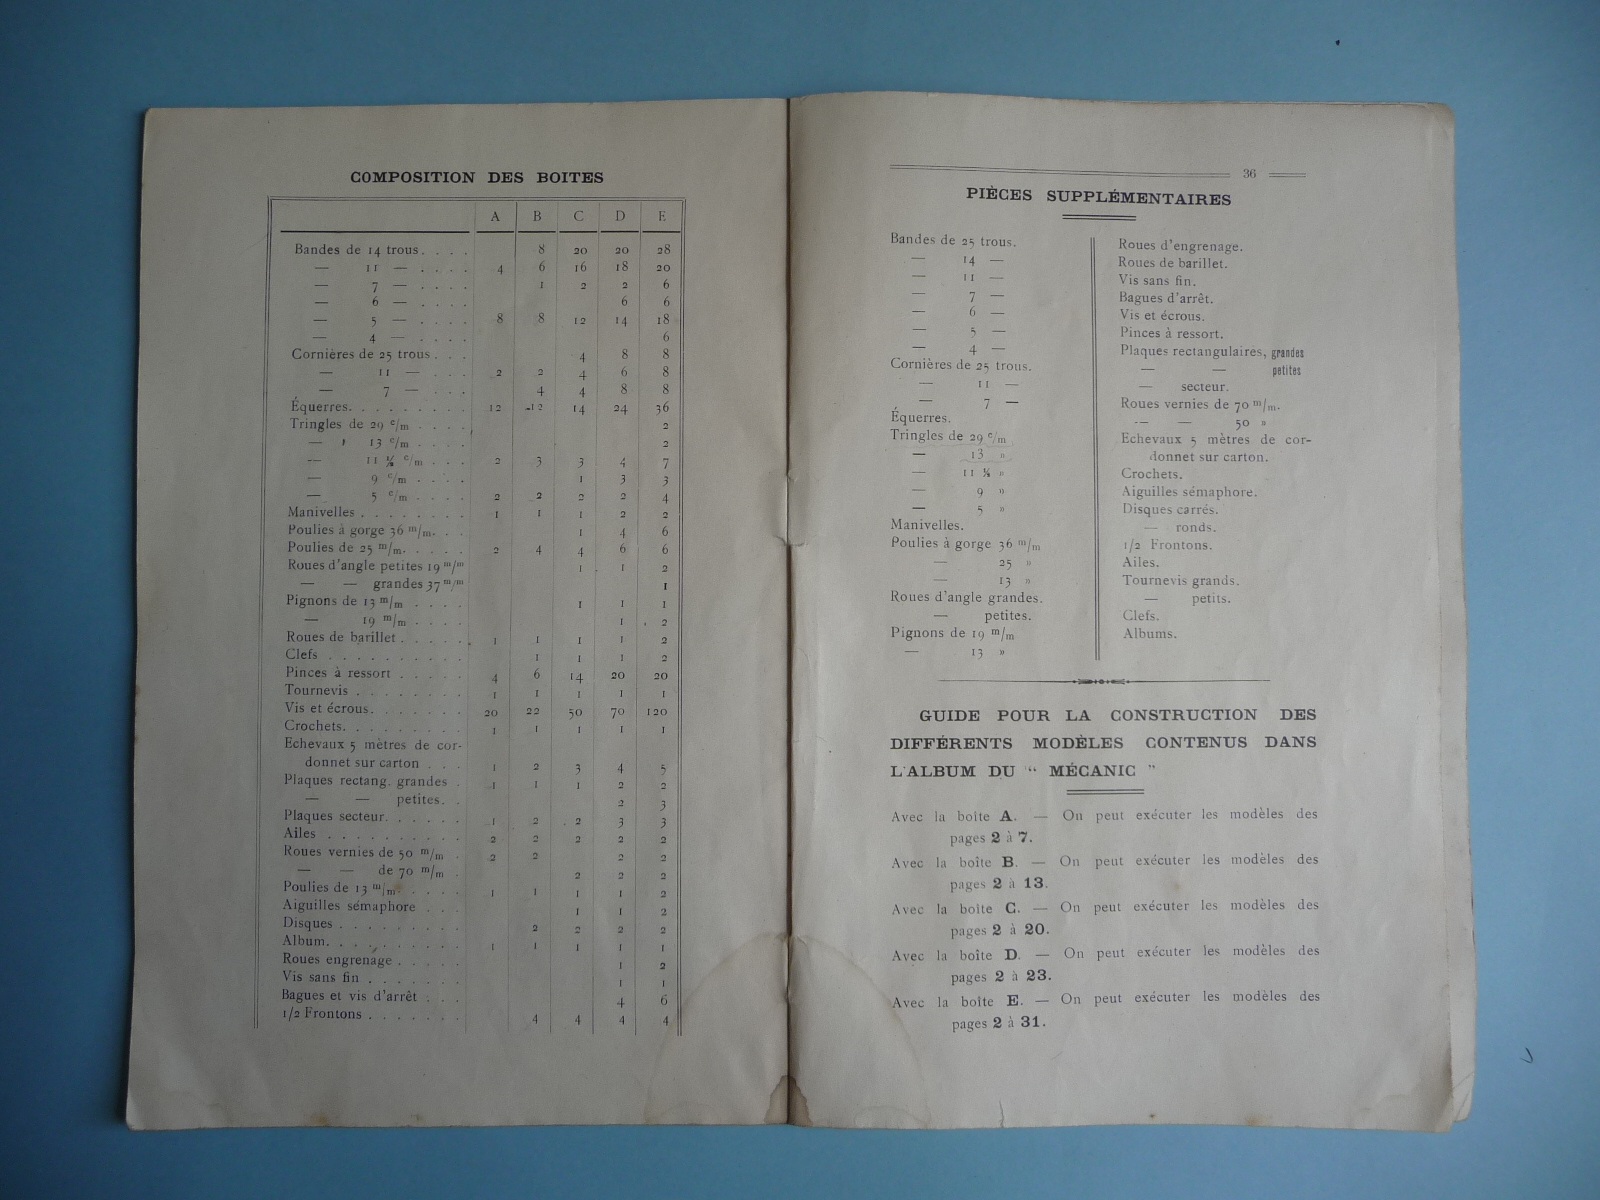 COMPOSITION DES BOITES
A B C D E
Bandes de 14 trous. . . . 8 20 20 28
— 11 — . . . . 4 6 16 18 20
— 7 — . . . . 1 2 2 6
— 6 — . . . . 6 6
— 5 — . . . . 8 8 12 14 18
— 4 — . . . . 6
Cornières de 25 trous . . . 4 8 8
— 11 — . . . 2 2 4 6 8
— 7 — . . . 4 4 8 8
Équerres. . . . . . . . . 12 12 14 24 36
Tringles de 29 c/m . . . . 2
— 13 c/m . . . . 2
— 11 ½ c/m . . . 2 3 3 4 7
— 9 c/m . . . . 1 3 3
— 5 c/m . . . . 2 2 2 2 4
Manivelles . . . . . . . . 1 1 1 2 2
Poulies à gorge 36 m/m. . . 1 4 6
Poulies de 25 m/m. . . . . 2 4 4 6 6
Roues d'angle petites 19 m/m 1 1 2
— — grandes 37 m/m 1
Pignons de 13 m/m . . . . 1 1 1
— 19 m/m . . . . 1 2
Roues de barillet . . . . . 1 1 1 1 2
Clefs . . . . . . . . . . 1 1 1 2
Pinces à ressort . . . . . 4 6 14 20 20
Tournevis . . . . . . . . 1 1 1 1 1
Vis et écrous. . . . . . . 20 22 50 70 120
Crochets. . . . . . . . . 1 1 1 1 1
Echevaux 5 mètres de cor-
donnet sur carton . . . 1 2 3 4 5
Plaques rectang. grandes . 1 1 1 2 2
— — petites. . 2 3
Plaques secteur. . . . . . 1 2 2 3 3
Ailes . . . . . . . . . . 2 2 2 2 2
Roues vernies de 50 m/m . 2 2 2 2
— — de 70 m/m . 2 2 2
Poulies de 13 m/m. . . . . 1 1 1 1 2
Aiguilles sémaphore . . . 1 1 2
Disques . . . . . . . . . 2 2 2 2
Album. . . . . . . . . . 1 1 1 1 1
Roues engrenage . . . . . 1 2
Vis sans fin . . . . . . . 1 1
Bagues et vis d'arrêt . . . 4 6
1/2 Frontons . . . . . . . 4 4 4 4
36
PIÈCES SUPPLÉMENTAIRES
Bandes de 25 trous.
— 14 —
— 11 —
— 7 —
— 6 —
— 5 —
— 4 —
Cornières de 25 trous.
— 11 —
— 7 —
Équerres.
Tringles de 29 c/m
— 13 »
— 11 ½ »
— 9 »
— 5 »
Manivelles.
Poulies à gorge 36 m/m
— 25 »
— 13 »
Roues d'angle grandes.
— petites.
Pignons de 19 m/m
— 13 »
Roues d'engrenage.
Roues de barillet.
Vis sans fin.
Bagues d'arrêt.
Vis et écrous.
Pinces à ressort.
Plaques rectangulaires, grandes
— — petites
— secteur.
Roues vernies de 70 m/m.
— — 50 »
Echevaux 5 mètres de cor-
donnet sur carton.
Crochets.
Aiguilles sémaphore.
Disques carrés.
— ronds.
1/2 Frontons.
Ailes.
Tournevis grands.
— petits.
Clefs.
Albums.
GUIDE POUR LA CONSTRUCTION DES
DIFFÉRENTS MODÈLES CONTENUS DANS
L'ALBUM DU “ MÉCANIC ”
Avec la boîte A. — On peut exécuter les modèles des
pages 2 à 7.
Avec la boîte B. — On peut exécuter les modèles des
pages 2 à 13.
Avec la boîte C. — On peut exécuter les modèles des
pages 2 à 20.
Avec la boîte D. — On peut exécuter les modèles des
pages 2 à 23.
Avec la boîte E. — On peut exécuter les modèles des
pages 2 à 31.